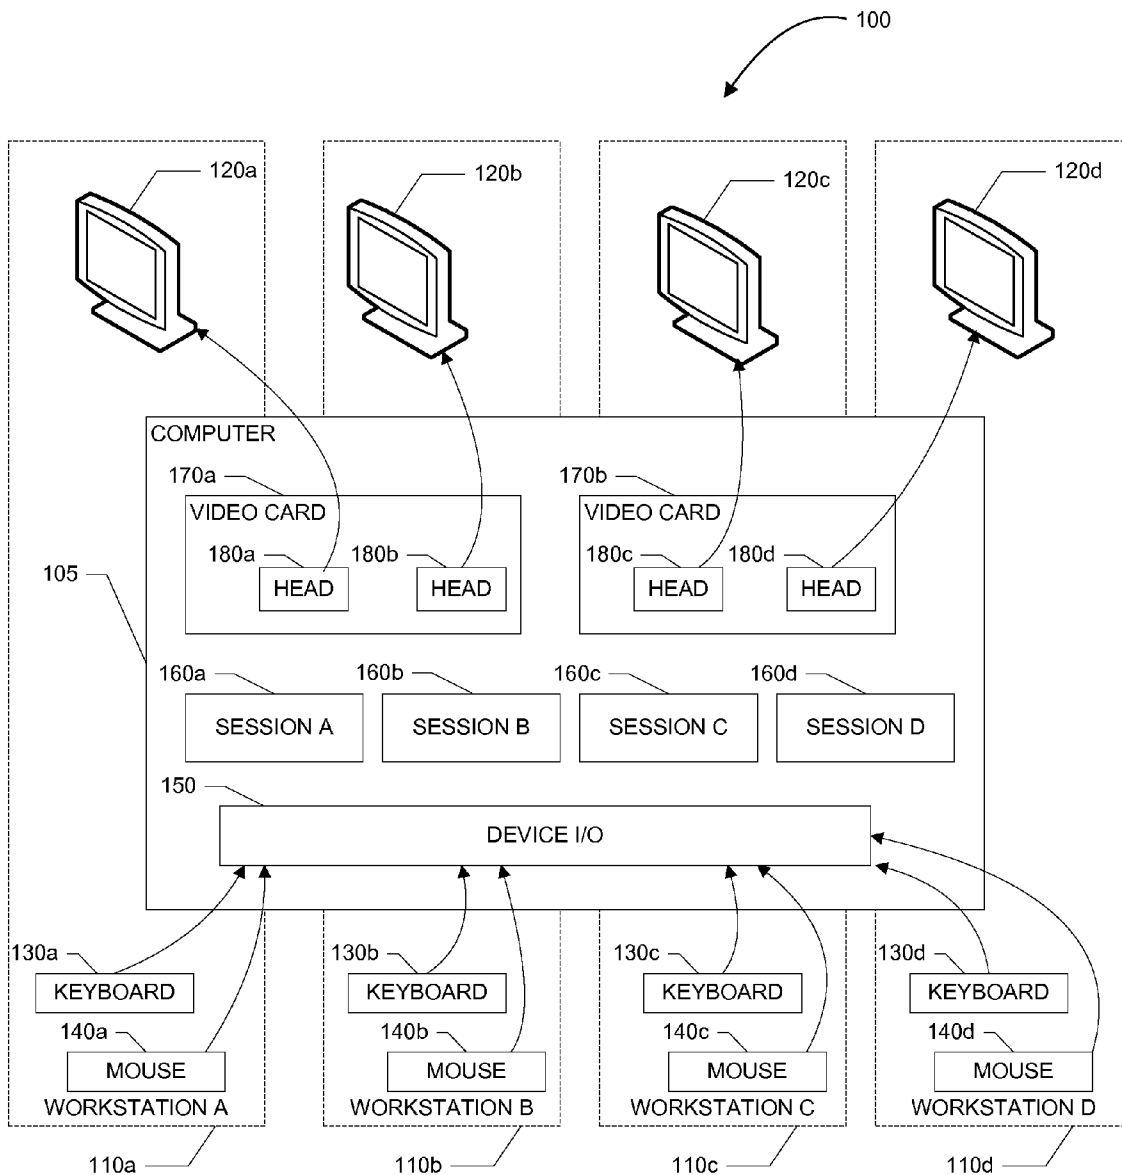 100
120a
120b
120c
120d
COMPUTER
170a
170b
VIDEO CARD
VIDEO CARD
180a
180b
180c
180d
HEAD
HEAD
HEAD
HEAD
105
160a
160b
160c
160d
SESSION A
SESSION B
SESSION C
SESSION D
150
DEVICE I/O
130a
130b
130c
130d
KEYBOARD
KEYBOARD
KEYBOARD
KEYBOARD
140a
140b
140c
140d
MOUSE
MOUSE
MOUSE
MOUSE
WORKSTATION A
WORKSTATION B
WORKSTATION C
WORKSTATION D
110a
110b
110c
110d